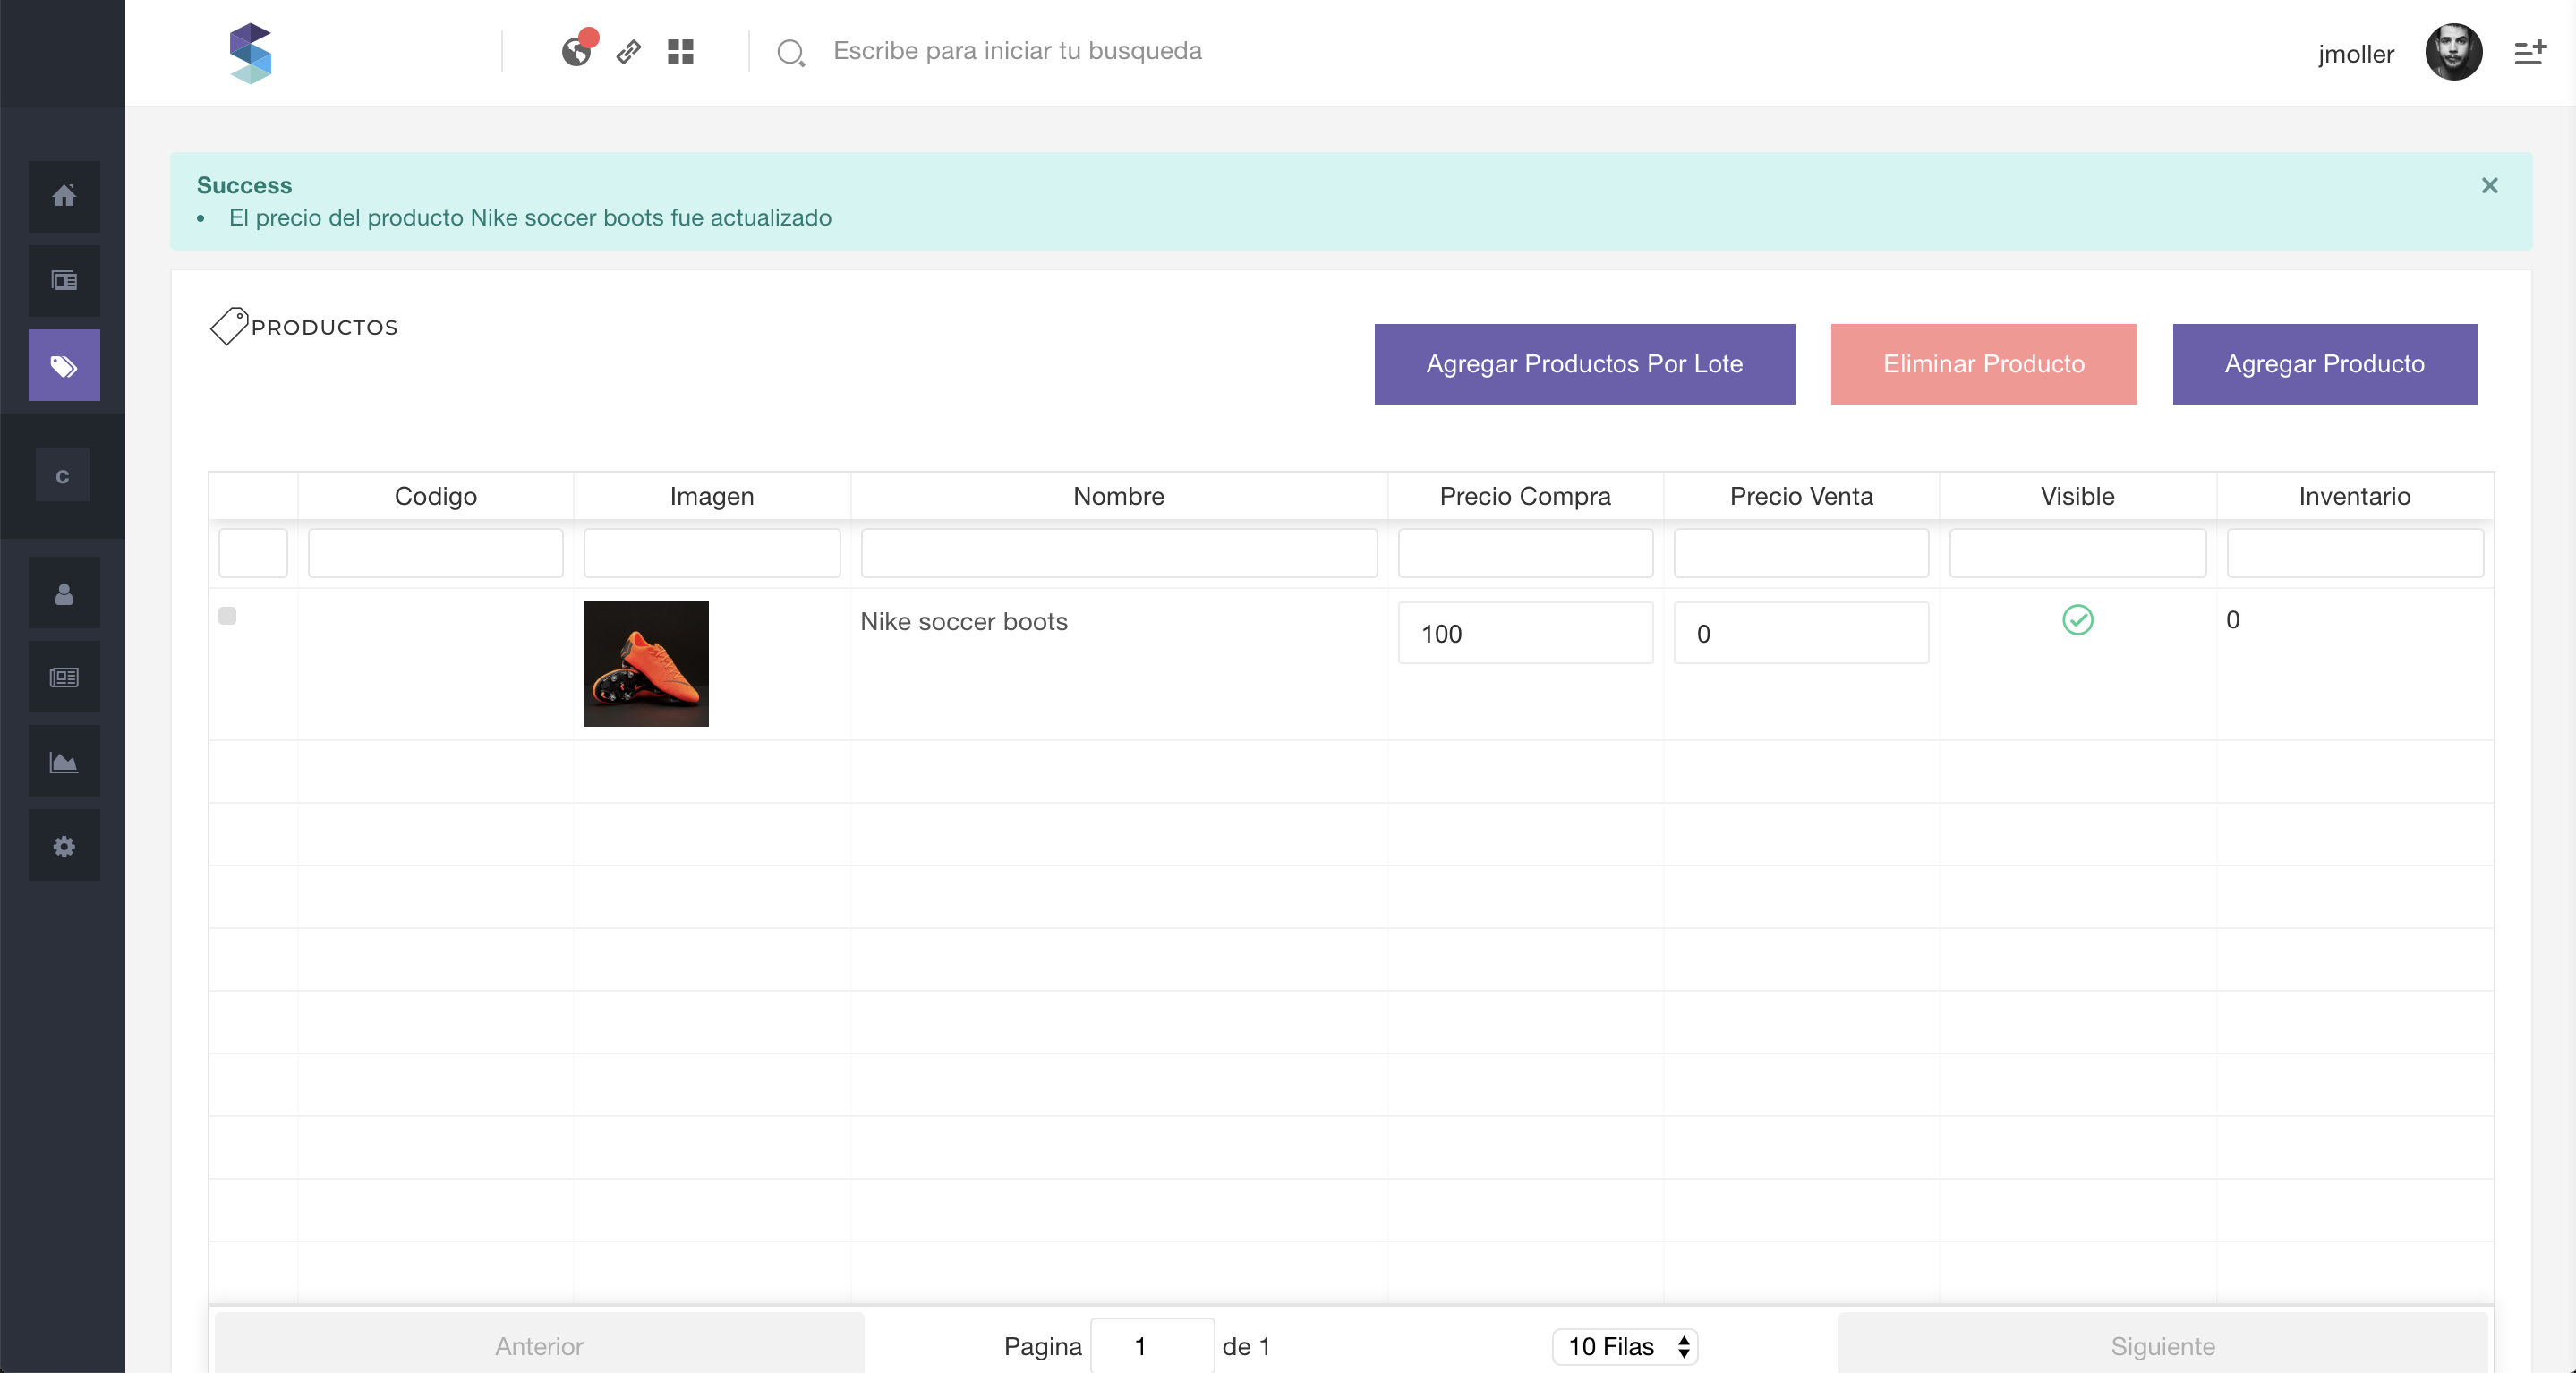 Escribe para iniciar tu busqueda
jmoller
Success
• El precio del producto Nike soccer boots fue actualizado
PRODUCTOS
Agregar Productos Por Lote
Eliminar Producto
Agregar Producto
C
Codigo Imagen Nombre Precio Compra Precio Venta Visible Inventario
Nike soccer boots 100 0 0
Anterior Pagina 1 de 1 10 Filas Siguiente